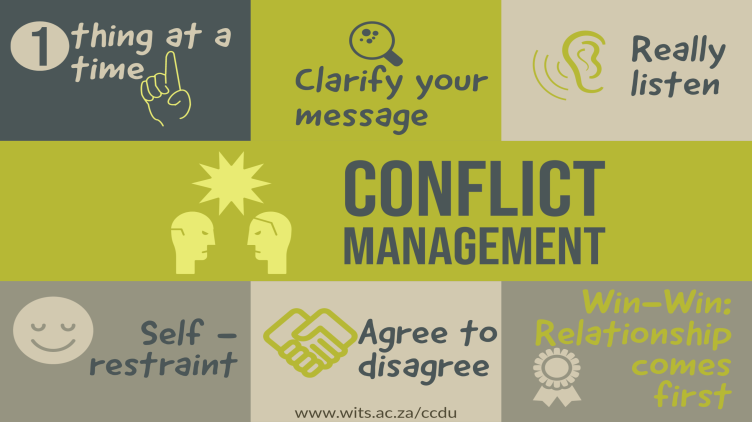 1 thing at a
time
Clarify your
message
Really
listen
CONFLICT
MANAGEMENT
Self –
restraint
Agree to
disagree
Win–Win:
Relationship
comes
first
www.wits.ac.za/ccdu